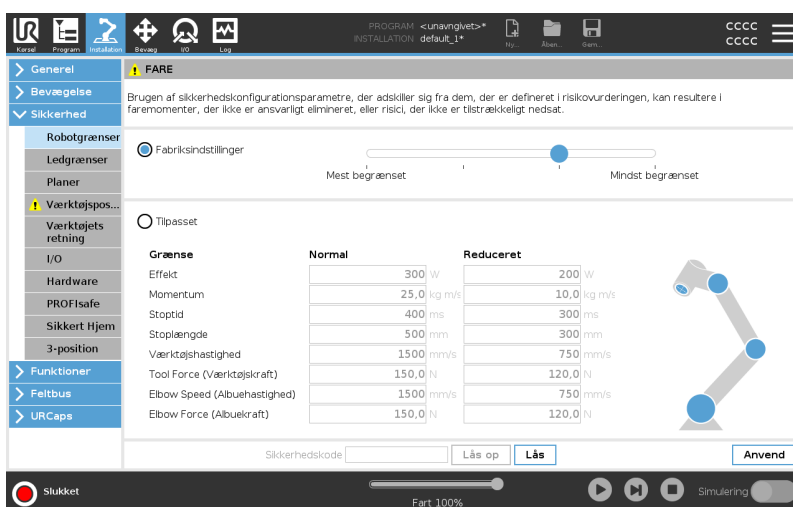 PROGRAM <unavngivet>*
INSTALLATION default_1*
CCCC
CCCC
Kørsel Program Installation Bevæg I/O Log Ny... Åben... Gem...
Generel
Bevægelse
Sikkerhed
Robotgrænser
Ledgrænser
Planer
Værktøjspos...
Værktøjets
retning
I/O
Hardware
PROFIsafe
Sikkert Hjem
3-position
Funktioner
Feltbus
URCaps
FARE
Brugen af sikkerhedskonfigurationsparametre, der adskiller sig fra dem, der er defineret i risikovurderingen, kan resultere i
faremomenter, der ikke er ansvarligt elimineret, eller risici, der ikke er tilstrækkeligt nedsat.
Fabriksindstillinger
Mest begrænset Mindst begrænset
Tilpasset
Grænse Normal Reduceret
Effekt 300 W 200 W
Momentum 25,0 kg m/s 10,0 kg m/s
Stoptid 400 ms 300 ms
Stoplængde 500 mm 300 mm
Værktøjshastighed 1500 mm/s 750 mm/s
Tool Force (Værktøjskraft) 150,0 N 120,0 N
Elbow Speed (Albuehastighed) 1500 mm/s 750 mm/s
Elbow Force (Albuekraft) 150,0 N 120,0 N
Sikkerhedskode Lås op Lås Anvend
Slukket
Fart 100%
Simulering